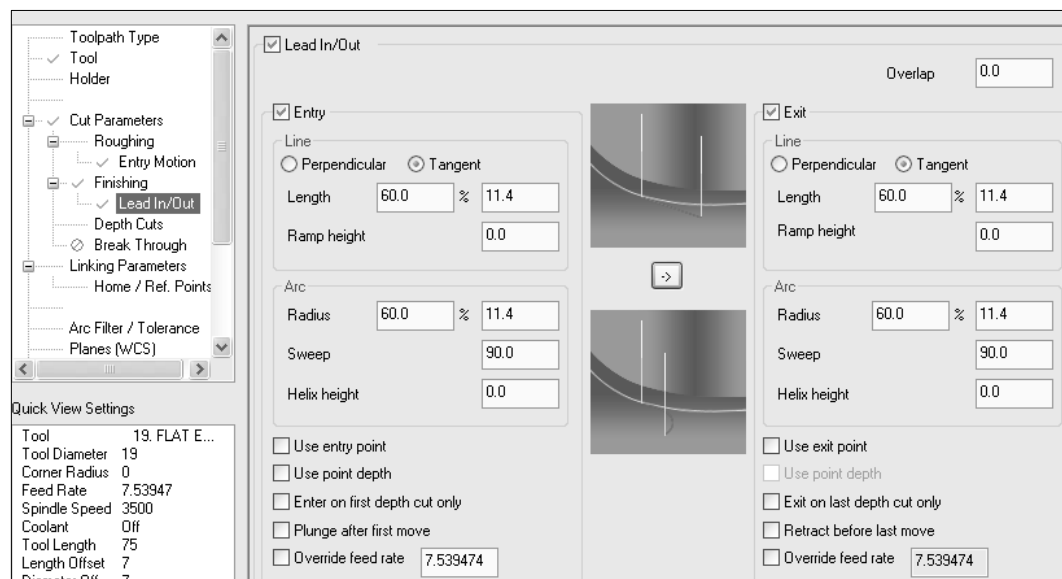 Toolpath Type
Tool
Holder
Cut Parameters
Roughing
Entry Motion
Finishing
Lead In/Out
Depth Cuts
Break Through
Linking Parameters
Home / Ref. Points
Arc Filter / Tolerance
Planes (WCS)
Quick View Settings
Tool 19. FLAT E...
Tool Diameter 19
Corner Radius 0
Feed Rate 7.53947
Spindle Speed 3500
Coolant Off
Tool Length 75
Length Offset 7
Lead In/Out
Overlap 0.0
Entry
Line
Perpendicular Tangent
Length 60.0 % 11.4
Ramp height 0.0
Arc
Radius 60.0 % 11.4
Sweep 90.0
Helix height 0.0
Use entry point
Use point depth
Enter on first depth cut only
Plunge after first move
Override feed rate 7.539474
->
Exit
Line
Perpendicular Tangent
Length 60.0 % 11.4
Ramp height 0.0
Arc
Radius 60.0 % 11.4
Sweep 90.0
Helix height 0.0
Use exit point
Use point depth
Exit on last depth cut only
Retract before last move
Override feed rate 7.539474